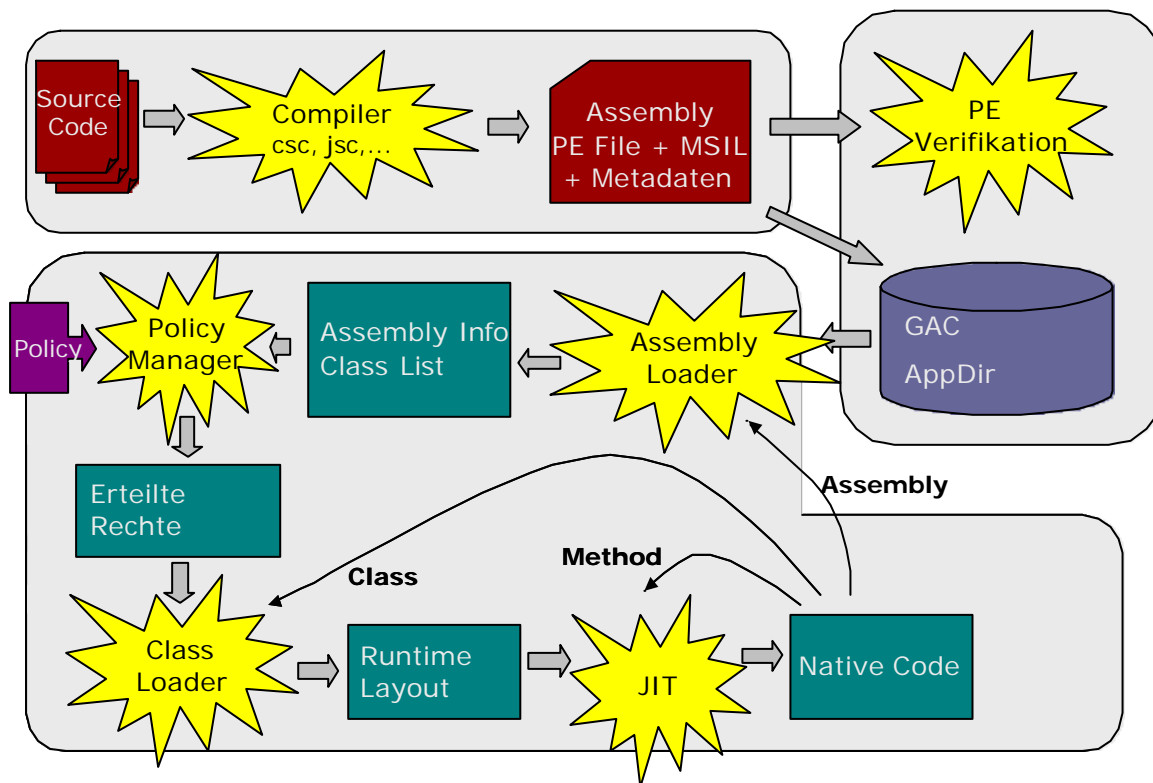 Source
Code
Compiler
csc, jsc,...
Assembly
PE File + MSIL
+ Metadaten
PE
Verifikation
GAC
AppDir
Assembly
Loader
Assembly Info
Class List
Policy
Manager
Policy
Erteilte
Rechte
Class
Loader
Runtime
Layout
JIT
Native Code
Class
Method
Assembly